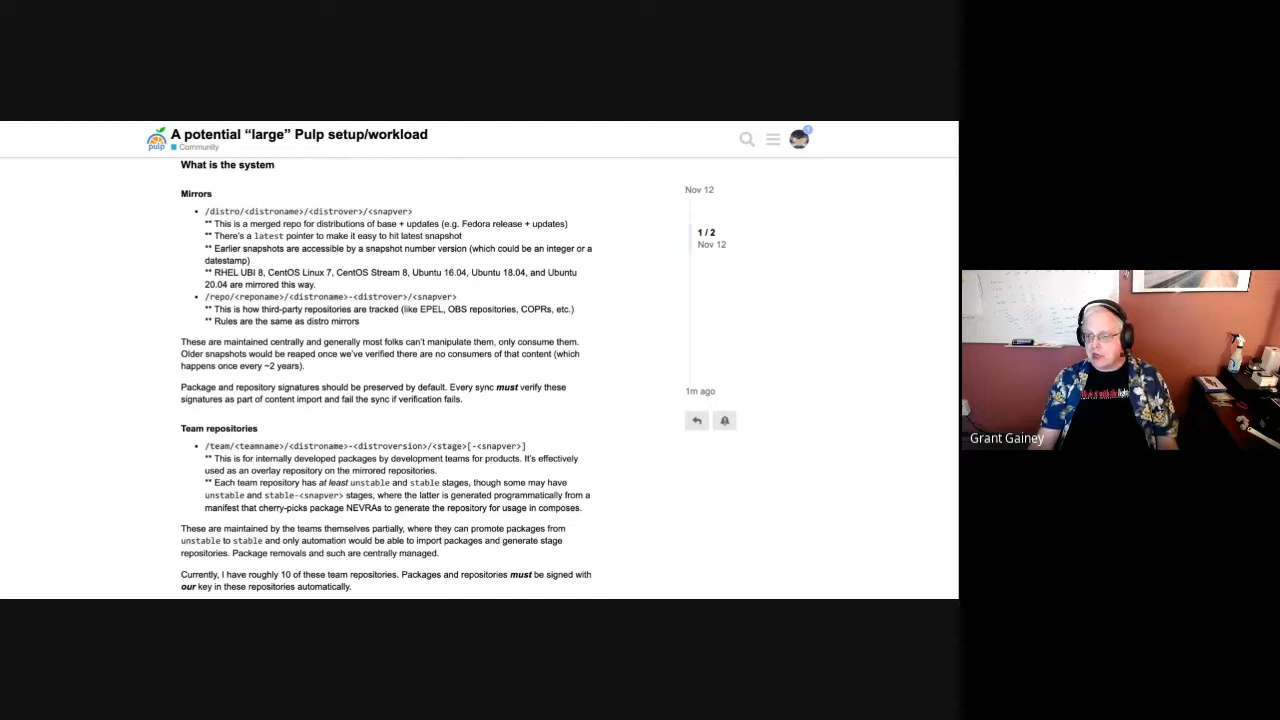 A potential “large” Pulp setup/workload
pulp
Community
1
What is the system
Mirrors
• /distro/<distroname>/<distrover>/<snapver>
** This is a merged repo for distributions of base + updates (e.g. Fedora release + updates)
** There's a latest pointer to make it easy to hit latest snapshot
** Earlier snapshots are accessible by a snapshot number version (which could be an integer or a
datestamp)
** RHEL UBI 8, CentOS Linux 7, CentOS Stream 8, Ubuntu 16.04, Ubuntu 18.04, and Ubuntu
20.04 are mirrored this way.
• /repo/<reponame>/<distroname>-<distrover>/<snapver>
** This is how third-party repositories are tracked (like EPEL, OBS repositories, COPRs, etc.)
** Rules are the same as distro mirrors
These are maintained centrally and generally most folks can't manipulate them, only consume them.
Older snapshots would be reaped once we've verified there are no consumers of that content (which
happens once every ~2 years).
Package and repository signatures should be preserved by default. Every sync must verify these
signatures as part of content import and fail the sync if verification fails.
Team repositories
• /team/<teamname>/<distroname>-<distroversion>/<stage>[-<snapver>]
** This is for internally developed packages by development teams for products. It's effectively
used as an overlay repository on the mirrored repositories.
** Each team repository has at least unstable and stable stages, though some may have
unstable and stable-<snapver> stages, where the latter is generated programmatically from a
manifest that cherry-picks package NEVRAs to generate the repository for usage in composes.
These are maintained by the teams themselves partially, where they can promote packages from
unstable to stable and only automation would be able to import packages and generate stage
repositories. Package removals and such are centrally managed.
Currently, I have roughly 10 of these team repositories. Packages and repositories must be signed with
our key in these repositories automatically.
Nov 12
1 / 2
Nov 12
1m ago
Grant Gainey